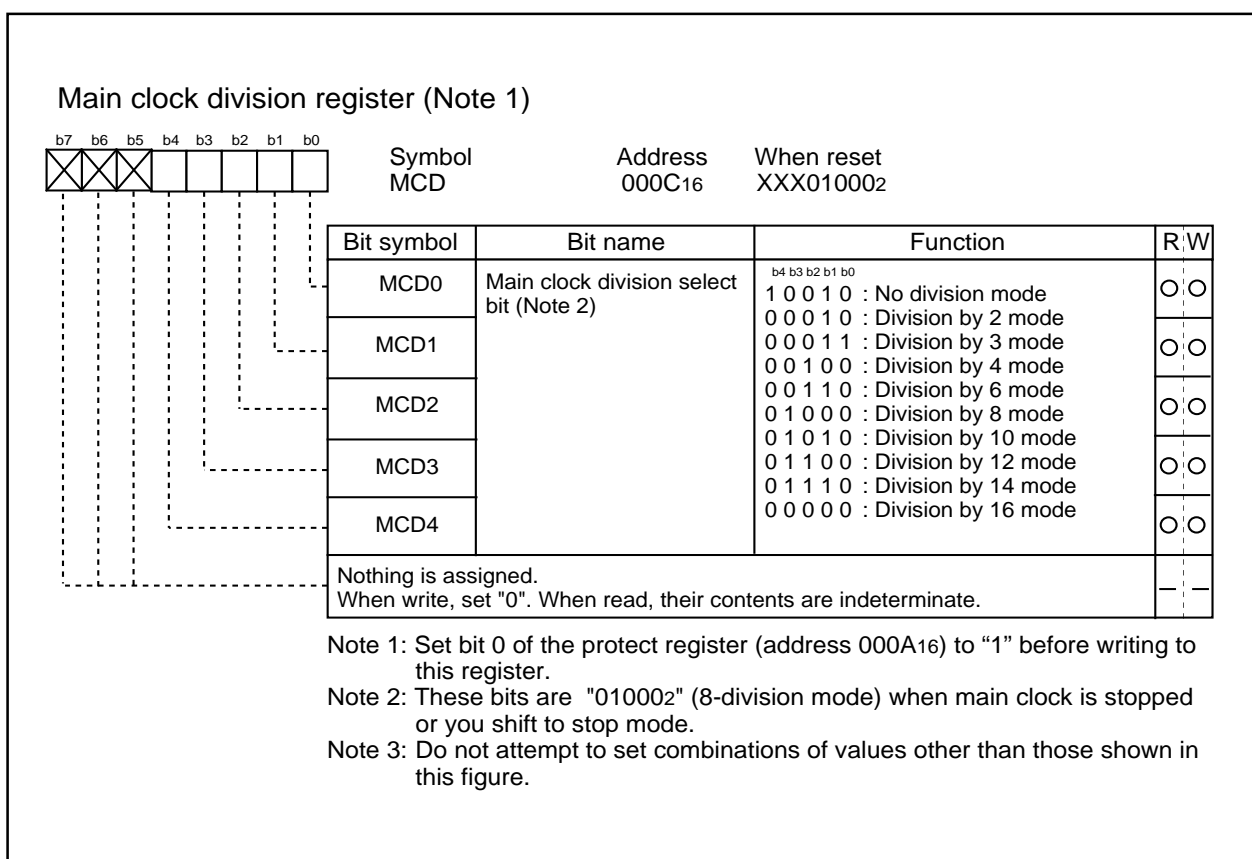 Main clock division register (Note 1)
b7 b6 b5 b4 b3 b2 b1 b0
Symbol Address When reset
MCD 000C16 XXX010002
Bit symbol Bit name Function R W
MCD0 Main clock division select
bit (Note 2)
b4 b3 b2 b1 b0
1 0 0 1 0 : No division mode
0 0 0 1 0 : Division by 2 mode
0 0 0 1 1 : Division by 3 mode
0 0 1 0 0 : Division by 4 mode
0 0 1 1 0 : Division by 6 mode
0 1 0 0 0 : Division by 8 mode
0 1 0 1 0 : Division by 10 mode
0 1 1 0 0 : Division by 12 mode
0 1 1 1 0 : Division by 14 mode
0 0 0 0 0 : Division by 16 mode
MCD1
MCD2
MCD3
MCD4
Nothing is assigned.
When write, set "0". When read, their contents are indeterminate.
Note 1: Set bit 0 of the protect register (address 000A16) to “1” before writing to
this register.
Note 2: These bits are "010002" (8-division mode) when main clock is stopped
or you shift to stop mode.
Note 3: Do not attempt to set combinations of values other than those shown in
this figure.